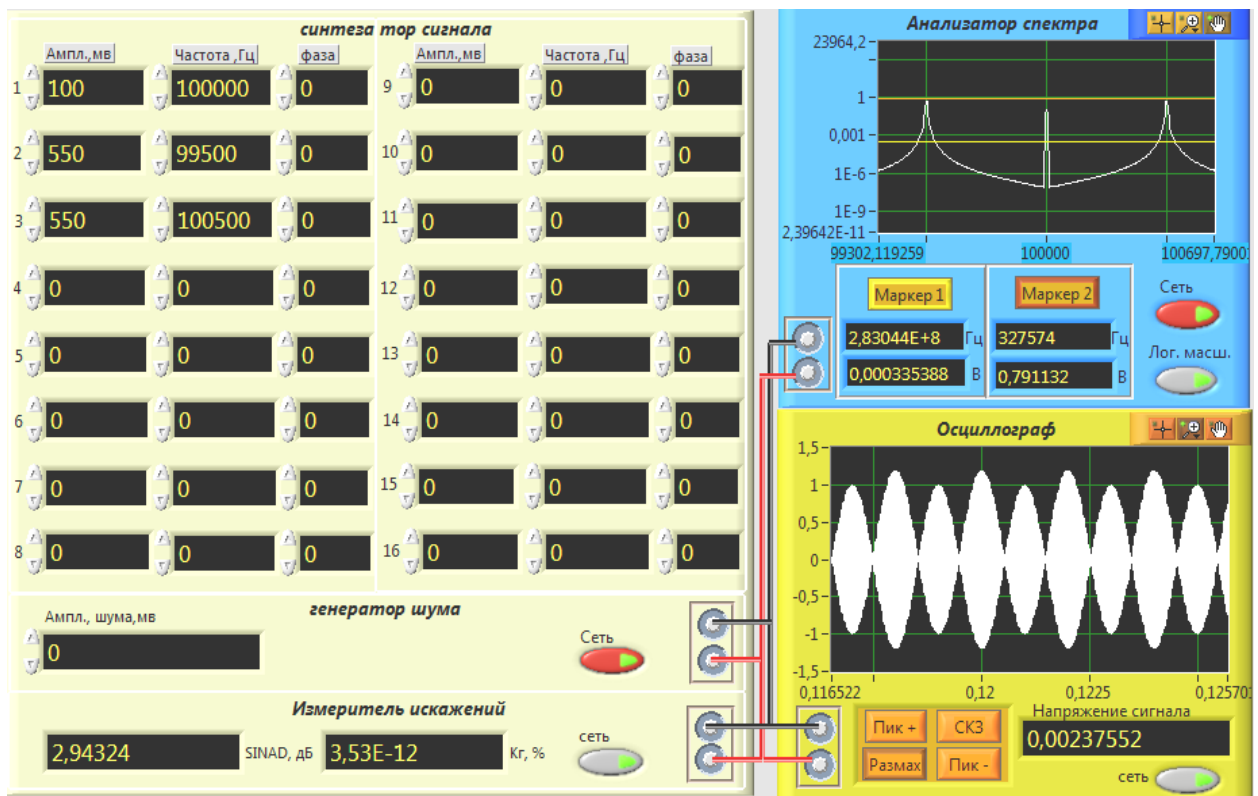 синтеза тор сигнала
Ампл.,мв Частота ,Гц фаза Ампл.,мв Частота ,Гц фаза
1 100 100000 0 9 0 0 0
2 550 99500 0 10 0 0 0
3 550 100500 0 11 0 0 0
4 0 0 0 12 0 0 0
5 0 0 0 13 0 0 0
6 0 0 0 14 0 0 0
7 0 0 0 15 0 0 0
8 0 0 0 16 0 0 0
генератор шума
Ампл., шума,мв
0
Сеть
Измеритель искажений
2,94324 SINAD, дБ 3,53E-12 Кг, %
сеть
Анализатор спектра
23964,2
1
0,001
1E-6
1E-9
2,39642E-11
99302,119259 100000 100697,7900
Маркер 1 Маркер 2
Сеть
2,83044E+8 Гц 327574 Гц
0,000335388 В 0,791132 В
Лог. масш.
Осциллограф
1,5
1
0,5
0
-0,5
-1
-1,5
0,116522 0,12 0,1225 0,12570
Напряжение сигнала
Пик + СКЗ
0,00237552
Размах Пик -
сеть